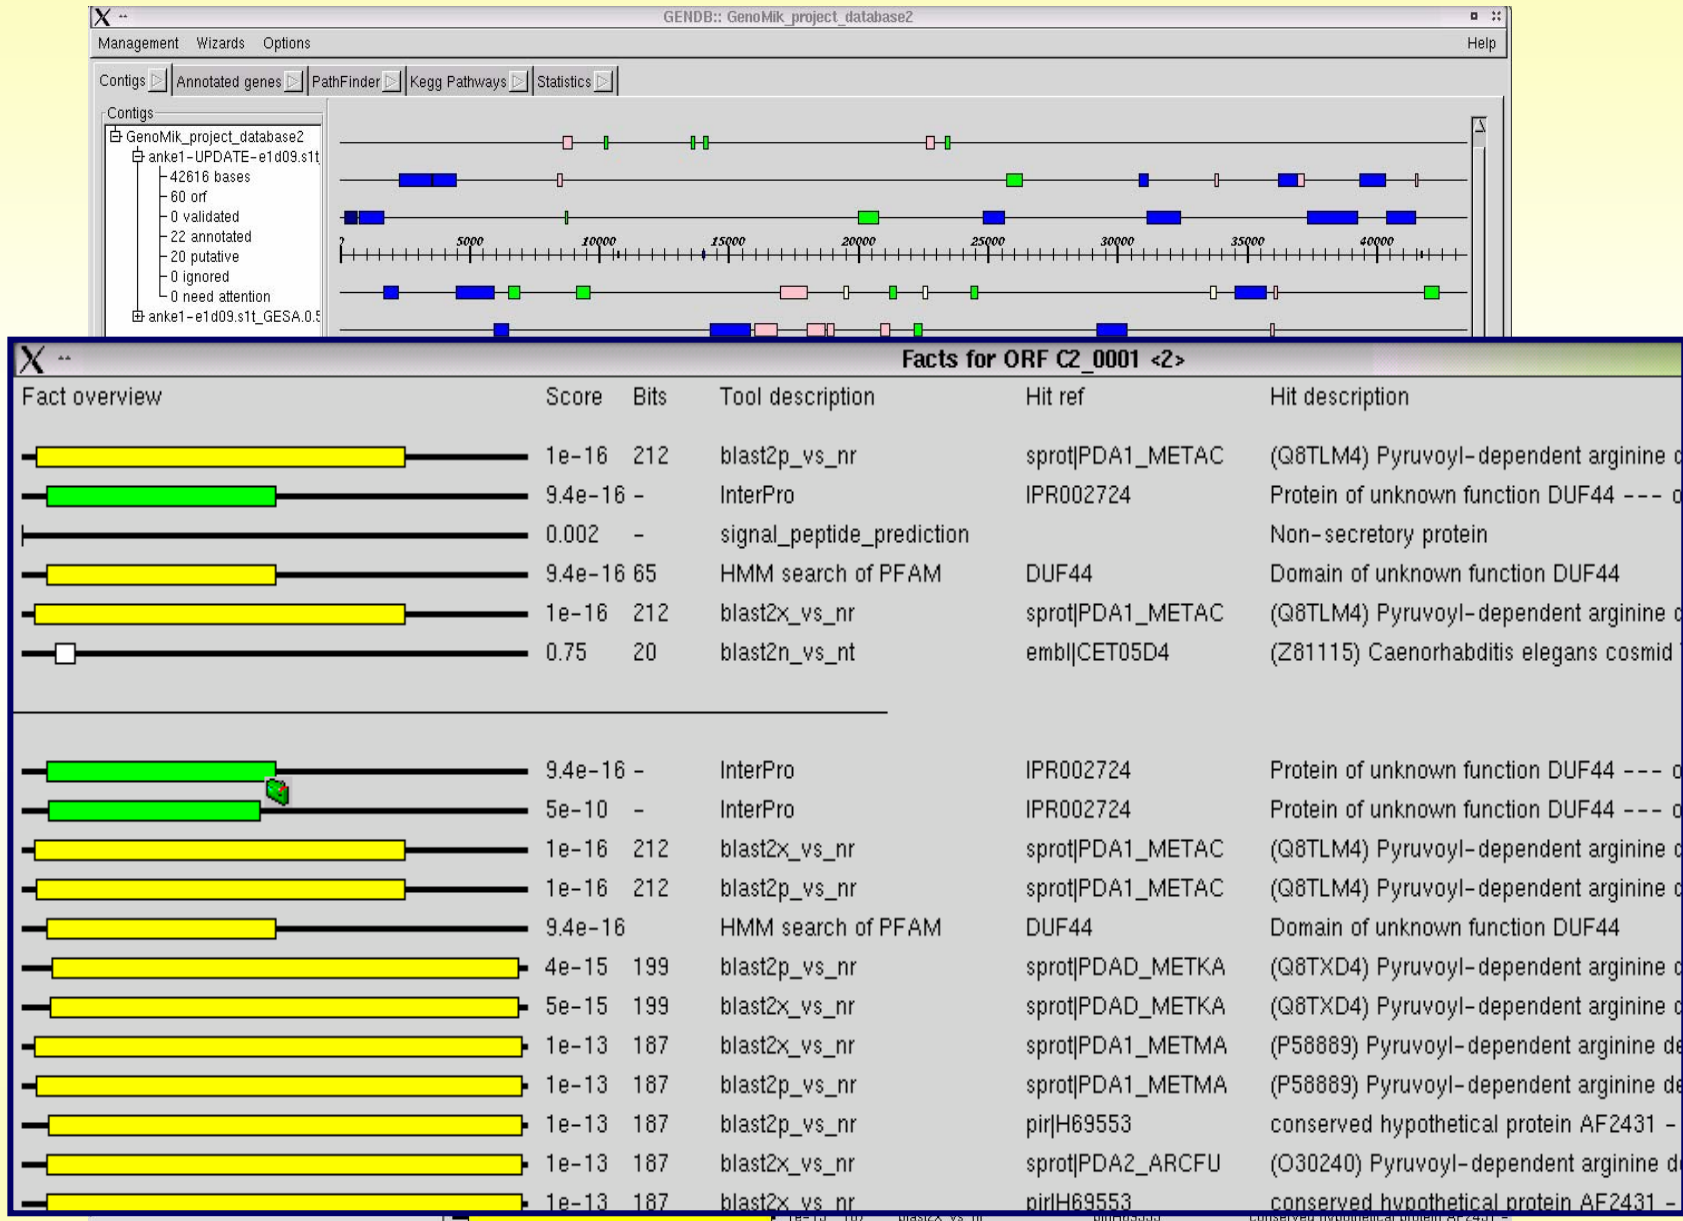 GENDB:: GenoMik_project_database2
Management Wizards Options Help
Contigs Annotated genes PathFinder Kegg Pathways Statistics
Contigs
GenoMik_project_database2
anke1-UPDATE-e1d09.s1t
42616 bases
60 orf
0 validated
22 annotated
20 putative
0 ignored
0 need attention
anke1-e1d09.s1t_GESA.0.5
5000 10000 15000 20000 25000 30000 35000 40000
Facts for ORF C2_0001 <2>
Fact overview Score Bits Tool description Hit ref Hit description
1e-16 212 blast2p_vs_nr sprot|PDA1_METAC (Q8TLM4) Pyruvoyl-dependent arginine
9.4e-16 - InterPro IPR002724 Protein of unknown function DUF44 ---
0.002 - signal_peptide_prediction Non-secretory protein
9.4e-16 65 HMM search of PFAM DUF44 Domain of unknown function DUF44
1e-16 212 blast2x_vs_nr sprot|PDA1_METAC (Q8TLM4) Pyruvoyl-dependent arginine
0.75 20 blast2n_vs_nt embl|CET05D4 (Z81115) Caenorhabditis elegans cosmid
9.4e-16 - InterPro IPR002724 Protein of unknown function DUF44 ---
5e-10 - InterPro IPR002724 Protein of unknown function DUF44 ---
1e-16 212 blast2x_vs_nr sprot|PDA1_METAC (Q8TLM4) Pyruvoyl-dependent arginine
1e-16 212 blast2p_vs_nr sprot|PDA1_METAC (Q8TLM4) Pyruvoyl-dependent arginine
9.4e-16 HMM search of PFAM DUF44 Domain of unknown function DUF44
4e-15 199 blast2p_vs_nr sprot|PDAD_METKA (Q8TXD4) Pyruvoyl-dependent arginine
5e-15 199 blast2x_vs_nr sprot|PDAD_METKA (Q8TXD4) Pyruvoyl-dependent arginine
1e-13 187 blast2x_vs_nr sprot|PDA1_METMA (P58889) Pyruvoyl-dependent arginine de
1e-13 187 blast2p_vs_nr sprot|PDA1_METMA (P58889) Pyruvoyl-dependent arginine de
1e-13 187 blast2p_vs_nr pir|H69553 conserved hypothetical protein AF2431 -
1e-13 187 blast2x_vs_nr sprot|PDA2_ARCFU (O30240) Pyruvoyl-dependent arginine d
1e-13 187 blast2x_vs_nr pir|H69553 conserved hypothetical protein AF2431 -